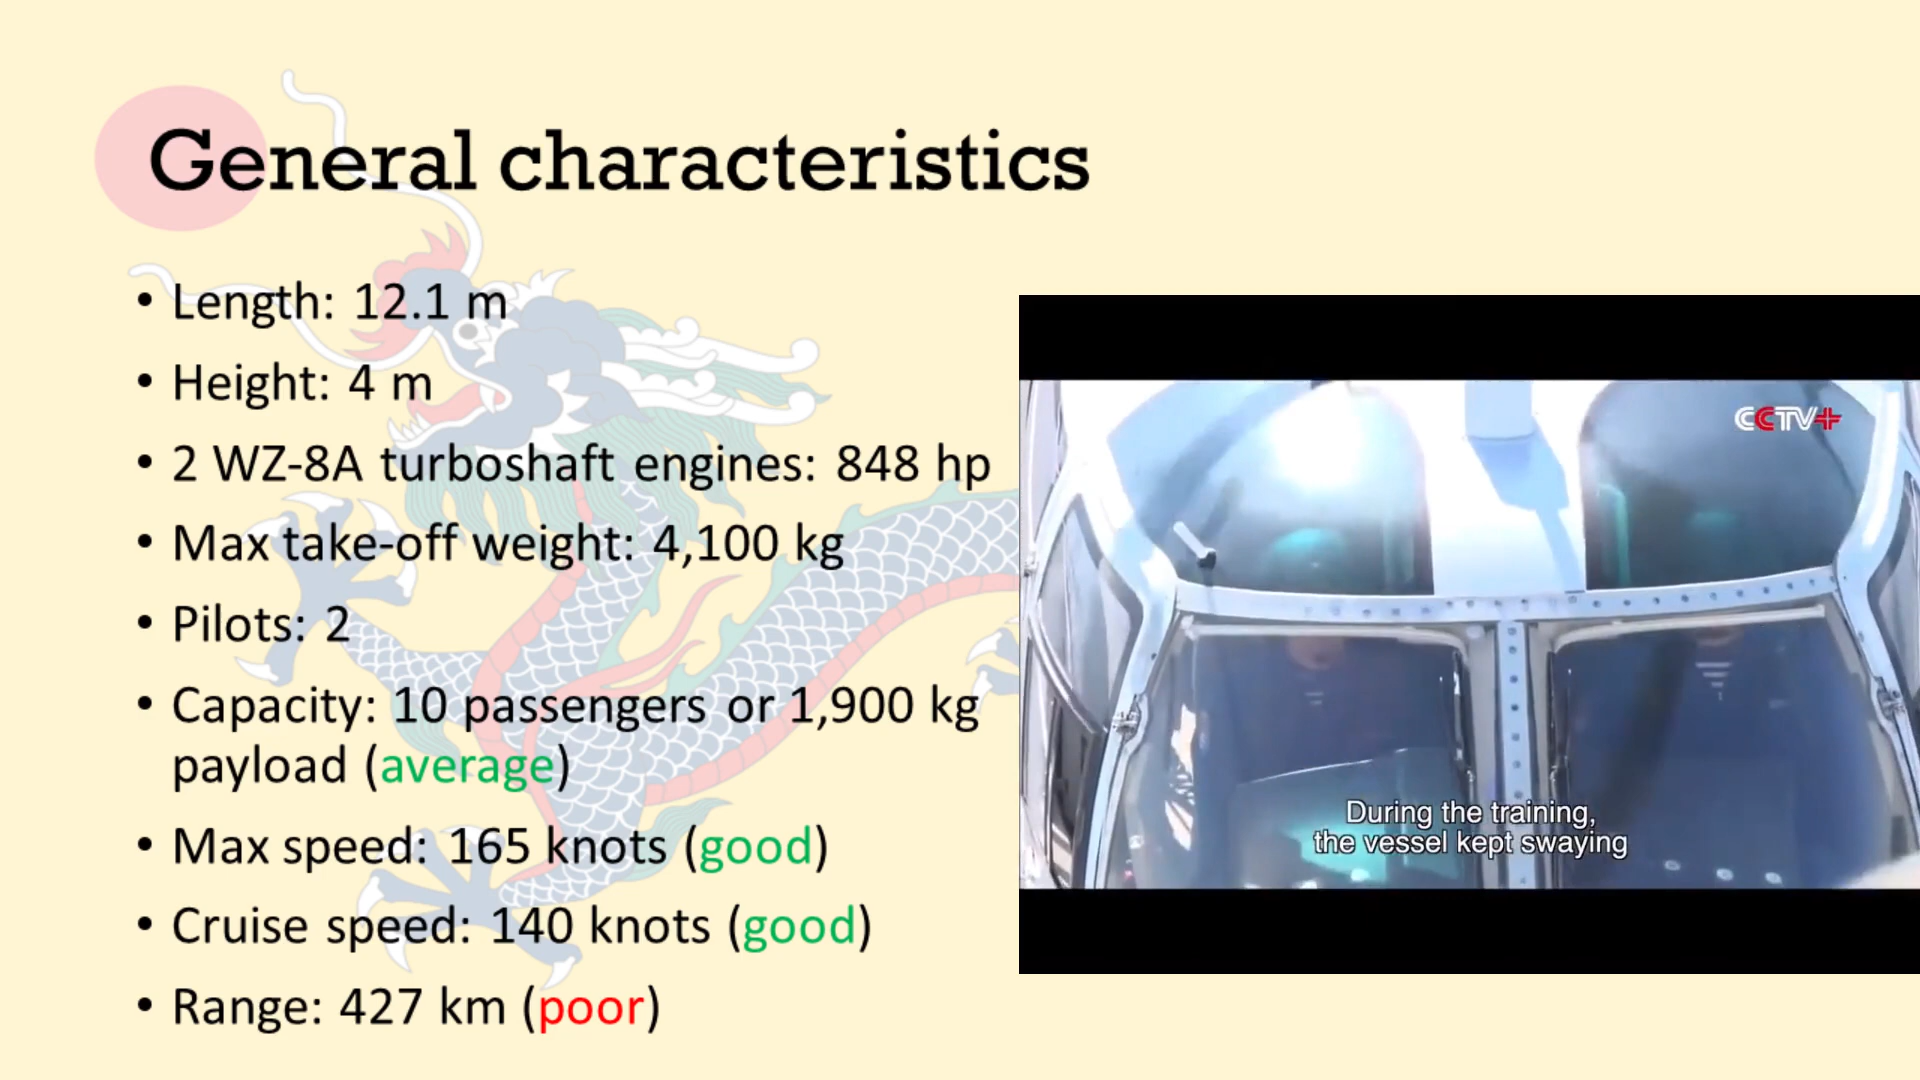 General characteristics
• Length: 12.1 m
• Height: 4 m
• 2 WZ-8A turboshaft engines: 848 hp
• Max take-off weight: 4,100 kg
• Pilots: 2
• Capacity: 10 passengers or 1,900 kg
payload (average)
• Max speed: 165 knots (good)
• Cruise speed: 140 knots (good)
• Range: 427 km (poor)
CCTV+
During the training,
the vessel kept swaying